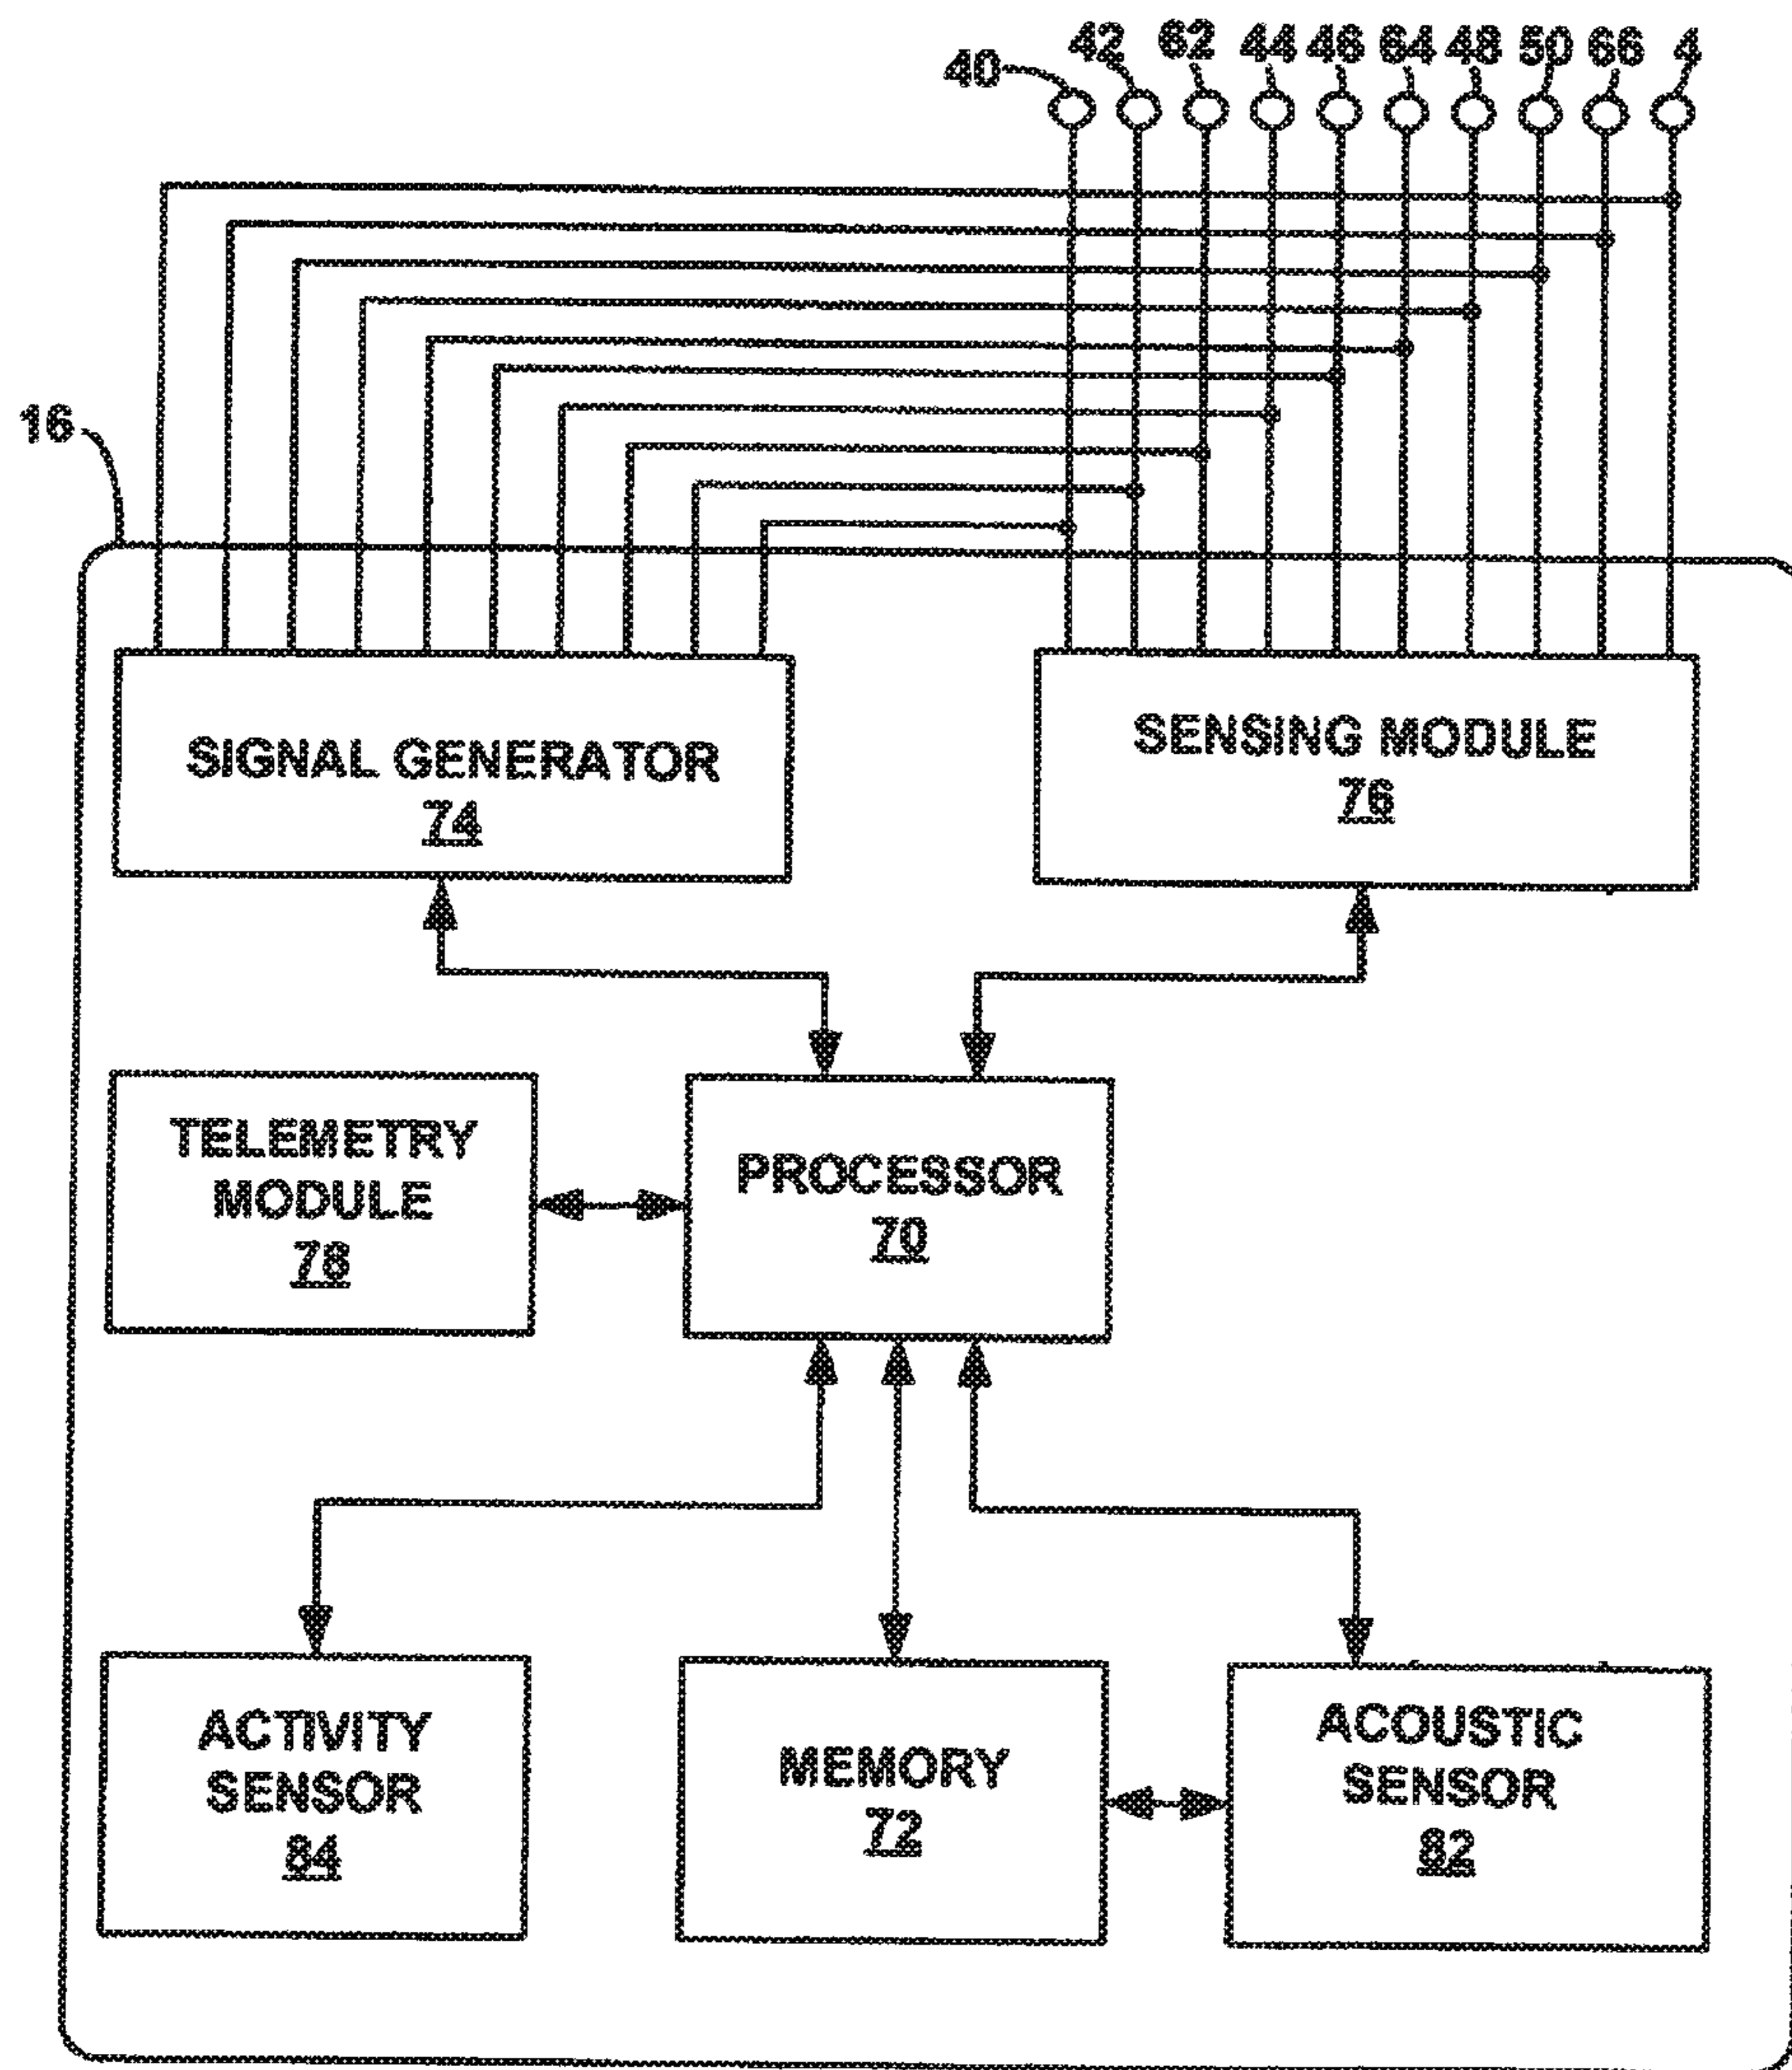 40 42 62 44 46 64 48 50 66 4
16
SIGNAL GENERATOR
74
SENSING MODULE
76
TELEMETRY
MODULE
78
PROCESSOR
70
ACTIVITY
SENSOR
84
MEMORY
72
ACOUSTIC
SENSOR
82